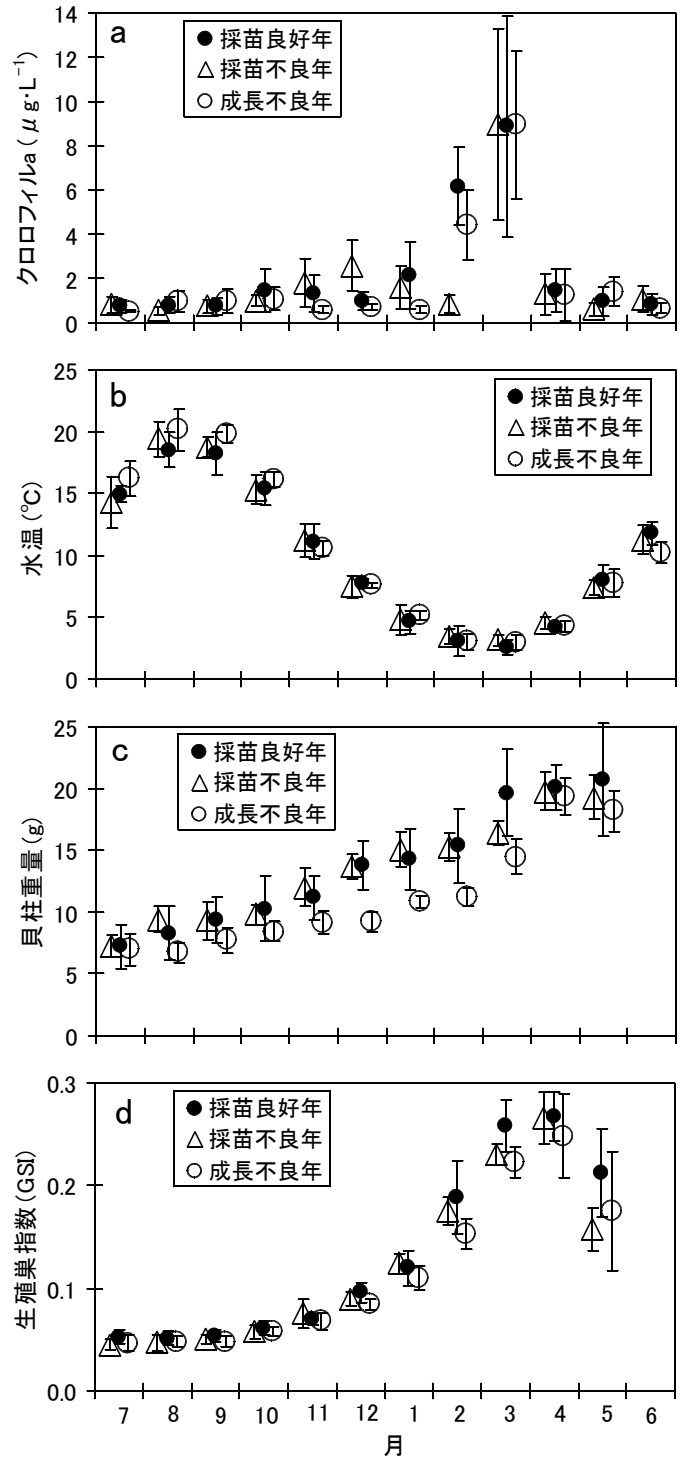 a
● 採苗良好年
△ 採苗不良年
○ 成長不良年
クロロフィルa(μg·L⁻¹)
14
12
10
8
6
4
2
0
b
● 採苗良好年
△ 採苗不良年
○ 成長不良年
水温(℃)
25
20
15
10
5
0
c
● 採苗良好年
△ 採苗不良年
○ 成長不良年
貝柱重量(g)
25
20
15
10
5
0
d
● 採苗良好年
△ 採苗不良年
○ 成長不良年
生殖巣指数(GSI)
0.3
0.2
0.1
0.0
7 8 9 10 11 12 1 2 3 4 5 6
月